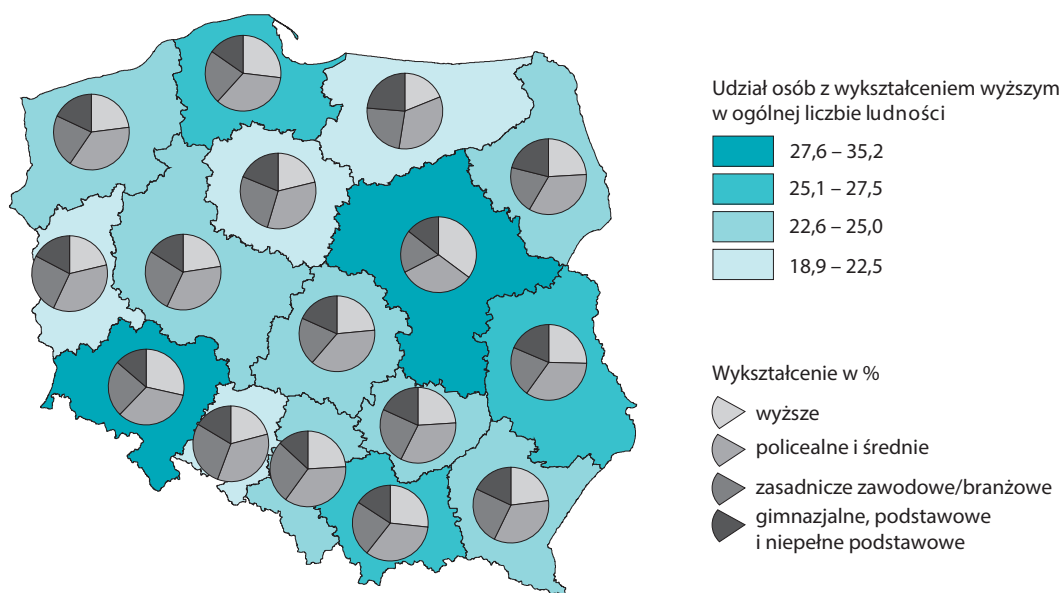 Udział osób z wykształceniem wyższym
w ogólnej liczbie ludności
27,6 – 35,2
25,1 – 27,5
22,6 – 25,0
18,9 – 22,5
Wykształcenie w %
wyższe
policealne i średnie
zasadnicze zawodowe/branżowe
gimnazjalne, podstawowe
i niepełne podstawowe